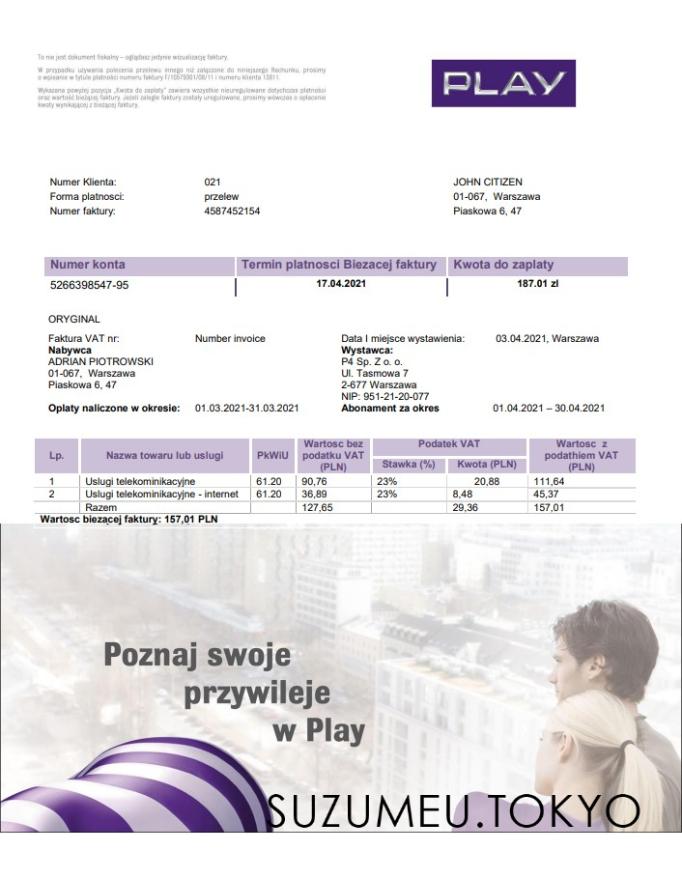 To nie jest dokument fiskalny – oglądasz jedynie wizualizację faktury.
W przypadku używania polecenia przelewu innego niż załączone do niniejszego Rachunku, prosimy
o wpisanie w tytule płatności numeru faktury F/10579301/08/11 i numeru klienta 13811.
Wykazana powyżej pozycja „Kwota do zapłaty” zawiera wszystkie nieuregulowane dotychczas płatności
oraz wartość bieżącej faktury. Jeżeli zaległe faktury zostały uregulowane, prosimy wówczas o opłacenie
kwoty wynikającej z bieżącej faktury.
PLAY
Numer Klienta: 021
Forma platnosci: przelew
Numer faktury: 4587452154
JOHN CITIZEN
01-067, Warszawa
Piaskowa 6, 47
Numer konta Termin platnosci Biezacej faktury Kwota do zaplaty
5266398547-95 17.04.2021 187.01 zl
ORYGINAL
Faktura VAT nr: Number invoice
Nabywca
ADRIAN PIOTROWSKI
01-067, Warszawa
Piaskowa 6, 47
Oplaty naliczone w okresie: 01.03.2021-31.03.2021
Data I miejsce wystawienia: 03.04.2021, Warszawa
Wystawca:
P4 Sp. Z o. o.
Ul. Tasmowa 7
2-677 Warszawa
NIP: 951-21-20-077
Abonament za okres 01.04.2021 – 30.04.2021
Lp. Nazwa towaru lub uslugi PkWiU Wartosc bez podatku VAT (PLN) Podatek VAT Stawka (%) Kwota (PLN) Wartosc z podathiem VAT (PLN)
1 Uslugi telekominikacyjne 61.20 90,76 23% 20,88 111,64
2 Uslugi telekominikacyjne - internet 61.20 36,89 23% 8,48 45,37
Razem 127,65 29,36 157,01
Wartosc biezącej faktury: 157,01 PLN
Poznaj swoje
przywileje
w Play
SUZUMEU.TOKYO